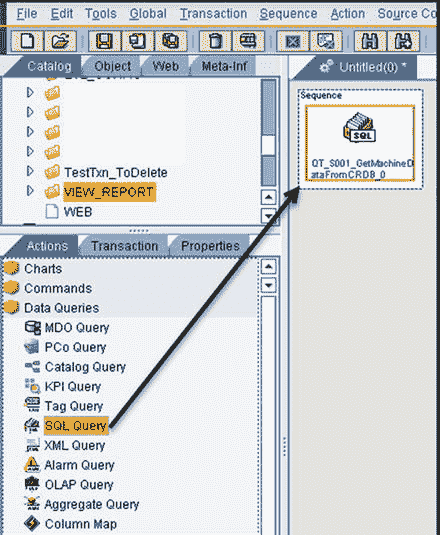 File Edit Tools Global Transaction Sequence Action Source Co
Catalog Object Web Meta-Inf
Untitled(0) *
TestTxn_ToDelete
VIEW_REPORT
WEB
Sequence
SQL
QT_S001_GetMachineD
ataFromCRDB_0
Actions Transaction Properties
Charts
Commands
Data Queries
MDO Query
PCo Query
Catalog Query
KPI Query
Tag Query
SQL Query
XML Query
Alarm Query
OLAP Query
Aggregate Query
Column Map